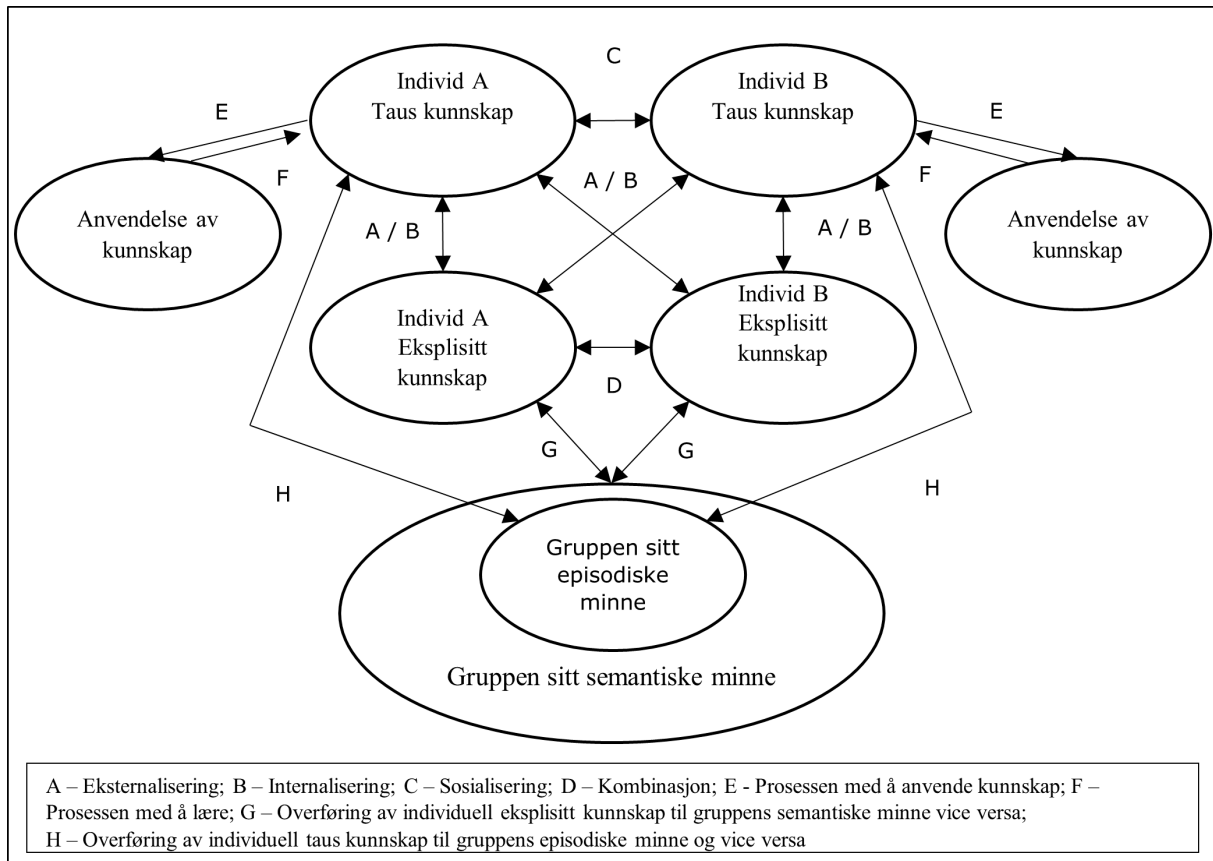 C
Individ A
Taus kunnskap
Individ B
Taus kunnskap
E
E
F
F
A / B
Anvendelse av
kunnskap
Anvendelse av
kunnskap
A / B
A / B
Individ A
Eksplisitt
kunnskap
Individ B
Eksplisitt
kunnskap
D
G
G
H
H
Gruppen sitt
episodiske
minne
Gruppen sitt semantiske minne
A – Eksternalisering; B – Internalisering; C – Sosialisering; D – Kombinasjon; E - Prosessen med å anvende kunnskap; F –
Prosessen med å lære; G – Overføring av individuell eksplisitt kunnskap til gruppens semantiske minne vice versa;
H – Overføring av individuell taus kunnskap til gruppens episodiske minne og vice versa